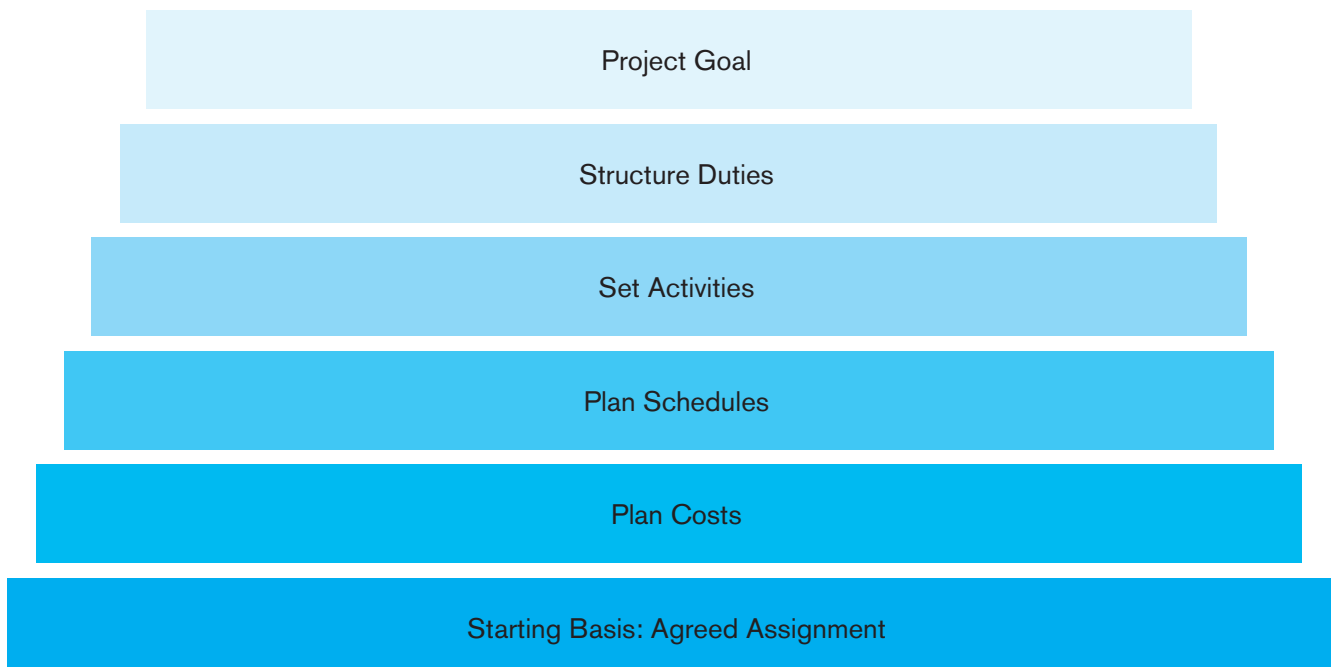 Project Goal
Structure Duties
Set Activities
Plan Schedules
Plan Costs
Starting Basis: Agreed Assignment